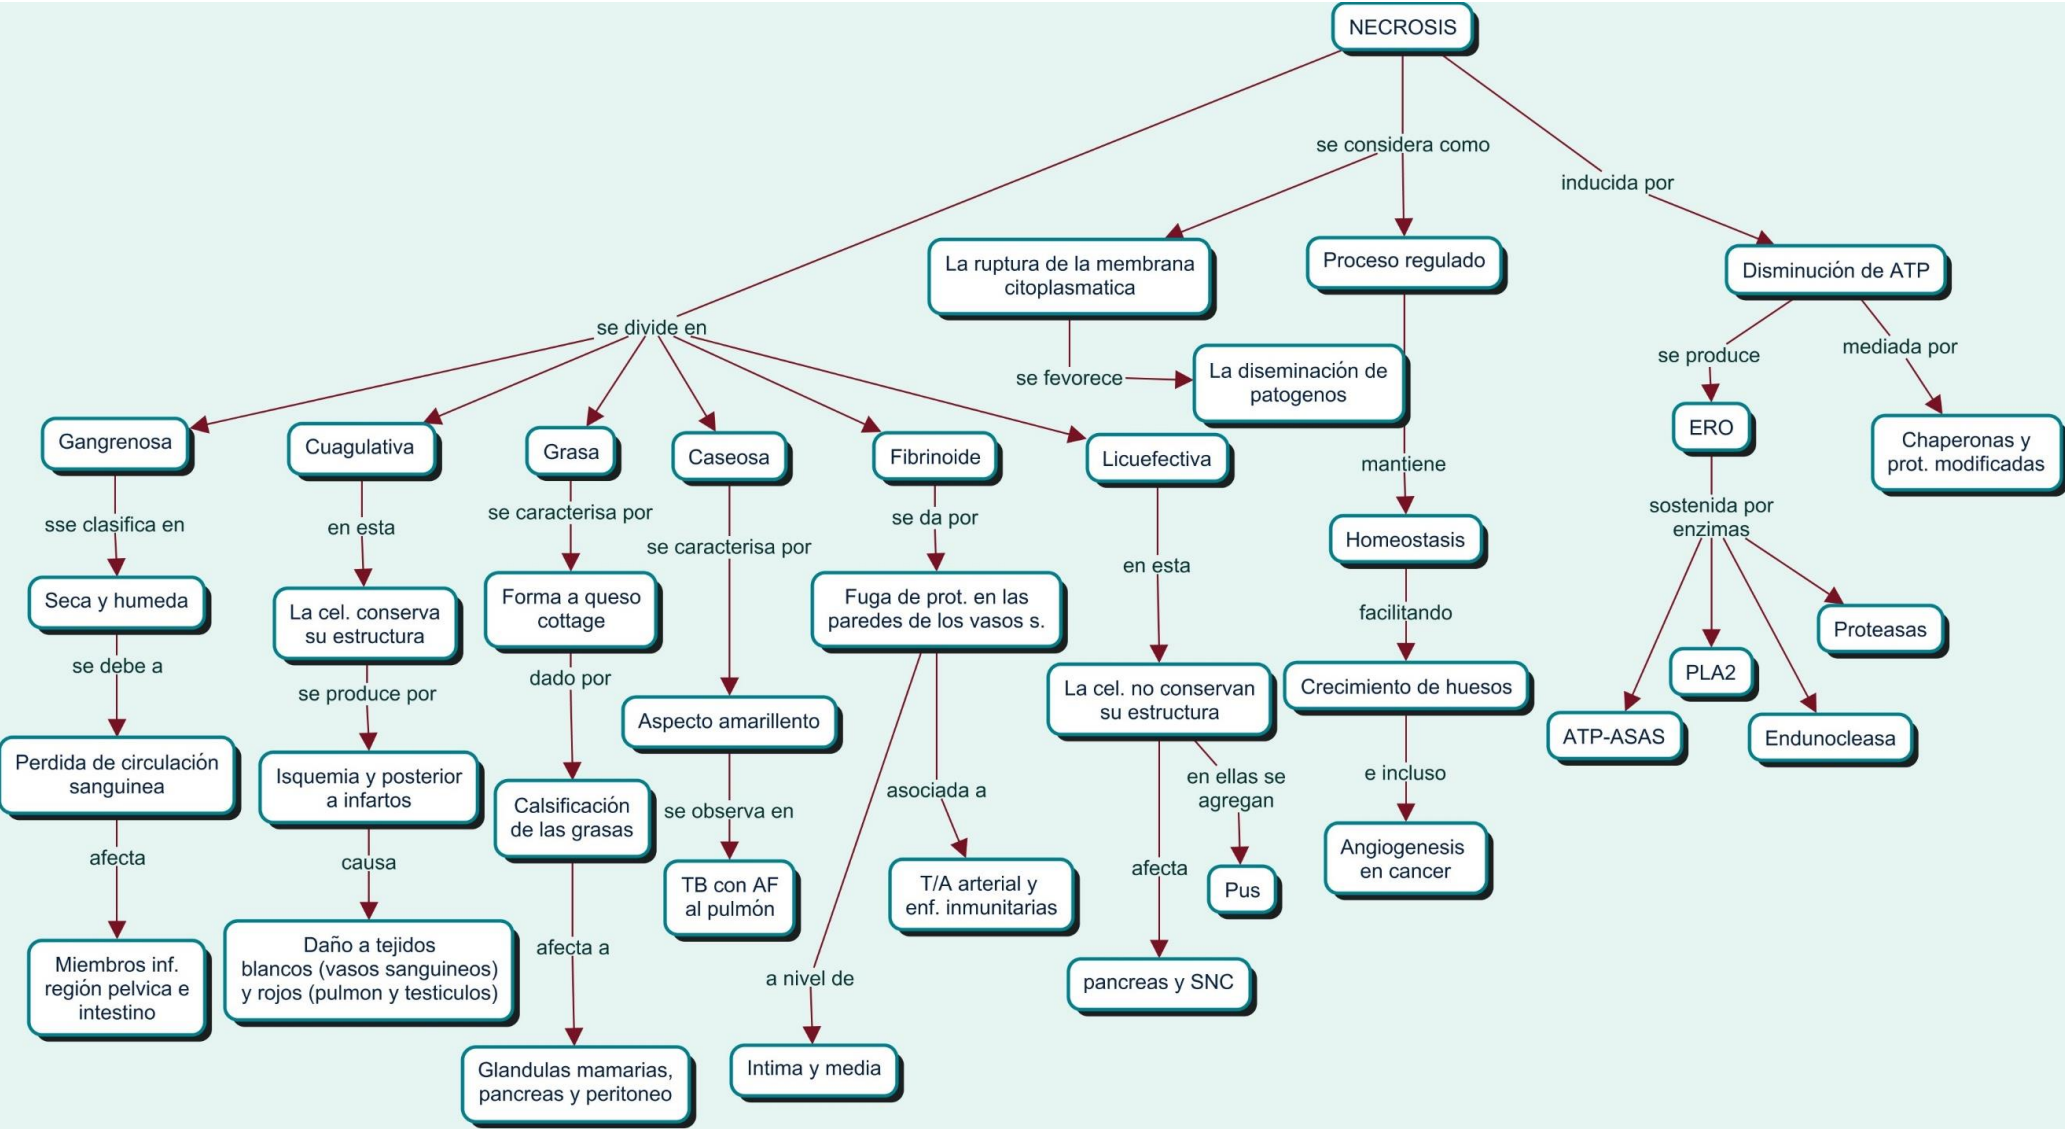 NECROSIS
se considera como
inducida por
La ruptura de la membrana
citoplasmatica
Proceso regulado
Disminución de ATP
se divide en
se fevorece
La diseminación de
patogenos
se produce
mediada por
ERO
Chaperonas y
prot. modificadas
Gangrenosa
Cuagulativa
Grasa
Caseosa
Fibrinoide
Licuefectiva
mantiene
sse clasifica en
en esta
se caracterisa por
se caracterisa por
se da por
en esta
Homeostasis
sostenida por
enzimas
Seca y humeda
La cel. conserva
su estructura
Forma a queso
cottage
Fuga de prot. en las
paredes de los vasos s.
facilitando
Proteasas
se debe a
se produce por
dado por
Aspecto amarillento
La cel. no conservan
su estructura
Crecimiento de huesos
PLA2
ATP-ASAS
Endunocleasa
Perdida de circulación
sanguinea
Isquemia y posterior
a infartos
Calsificación
de las grasas
se observa en
asociada a
en ellas se
agregan
e incluso
afecta
causa
TB con AF
al pulmón
T/A arterial y
enf. inmunitarias
afecta
Pus
Angiogenesis
en cancer
Miembros inf.
región pelvica e
intestino
Daño a tejidos
blancos (vasos sanguineos)
y rojos (pulmon y testiculos)
afecta a
a nivel de
pancreas y SNC
Glandulas mamarias,
pancreas y peritoneo
Intima y media